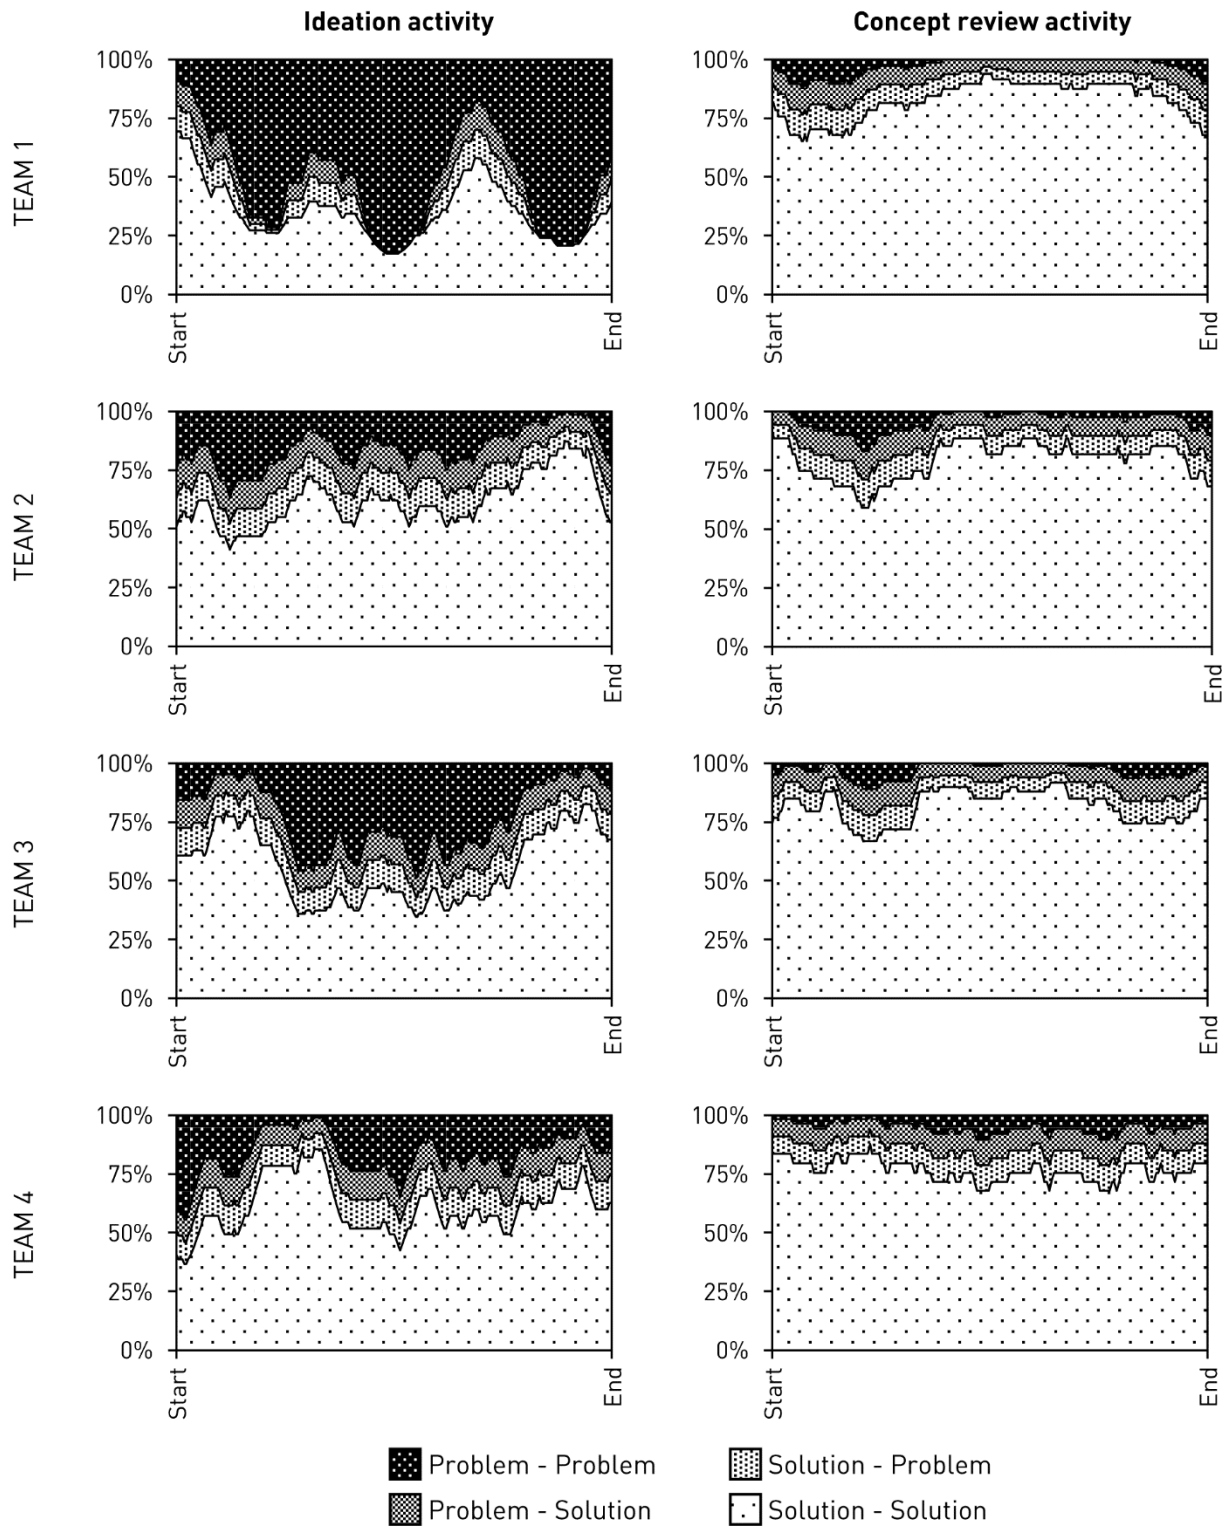 Ideation activity
Concept review activity
TEAM 1
100%
75%
50%
25%
0%
Start
End
100%
75%
50%
25%
0%
Start
End
TEAM 2
100%
75%
50%
25%
0%
Start
End
100%
75%
50%
25%
0%
Start
End
TEAM 3
100%
75%
50%
25%
0%
Start
End
100%
75%
50%
25%
0%
Start
End
TEAM 4
100%
75%
50%
25%
0%
Start
End
100%
75%
50%
25%
0%
Start
End
Problem - Problem
Solution - Problem
Problem - Solution
Solution - Solution